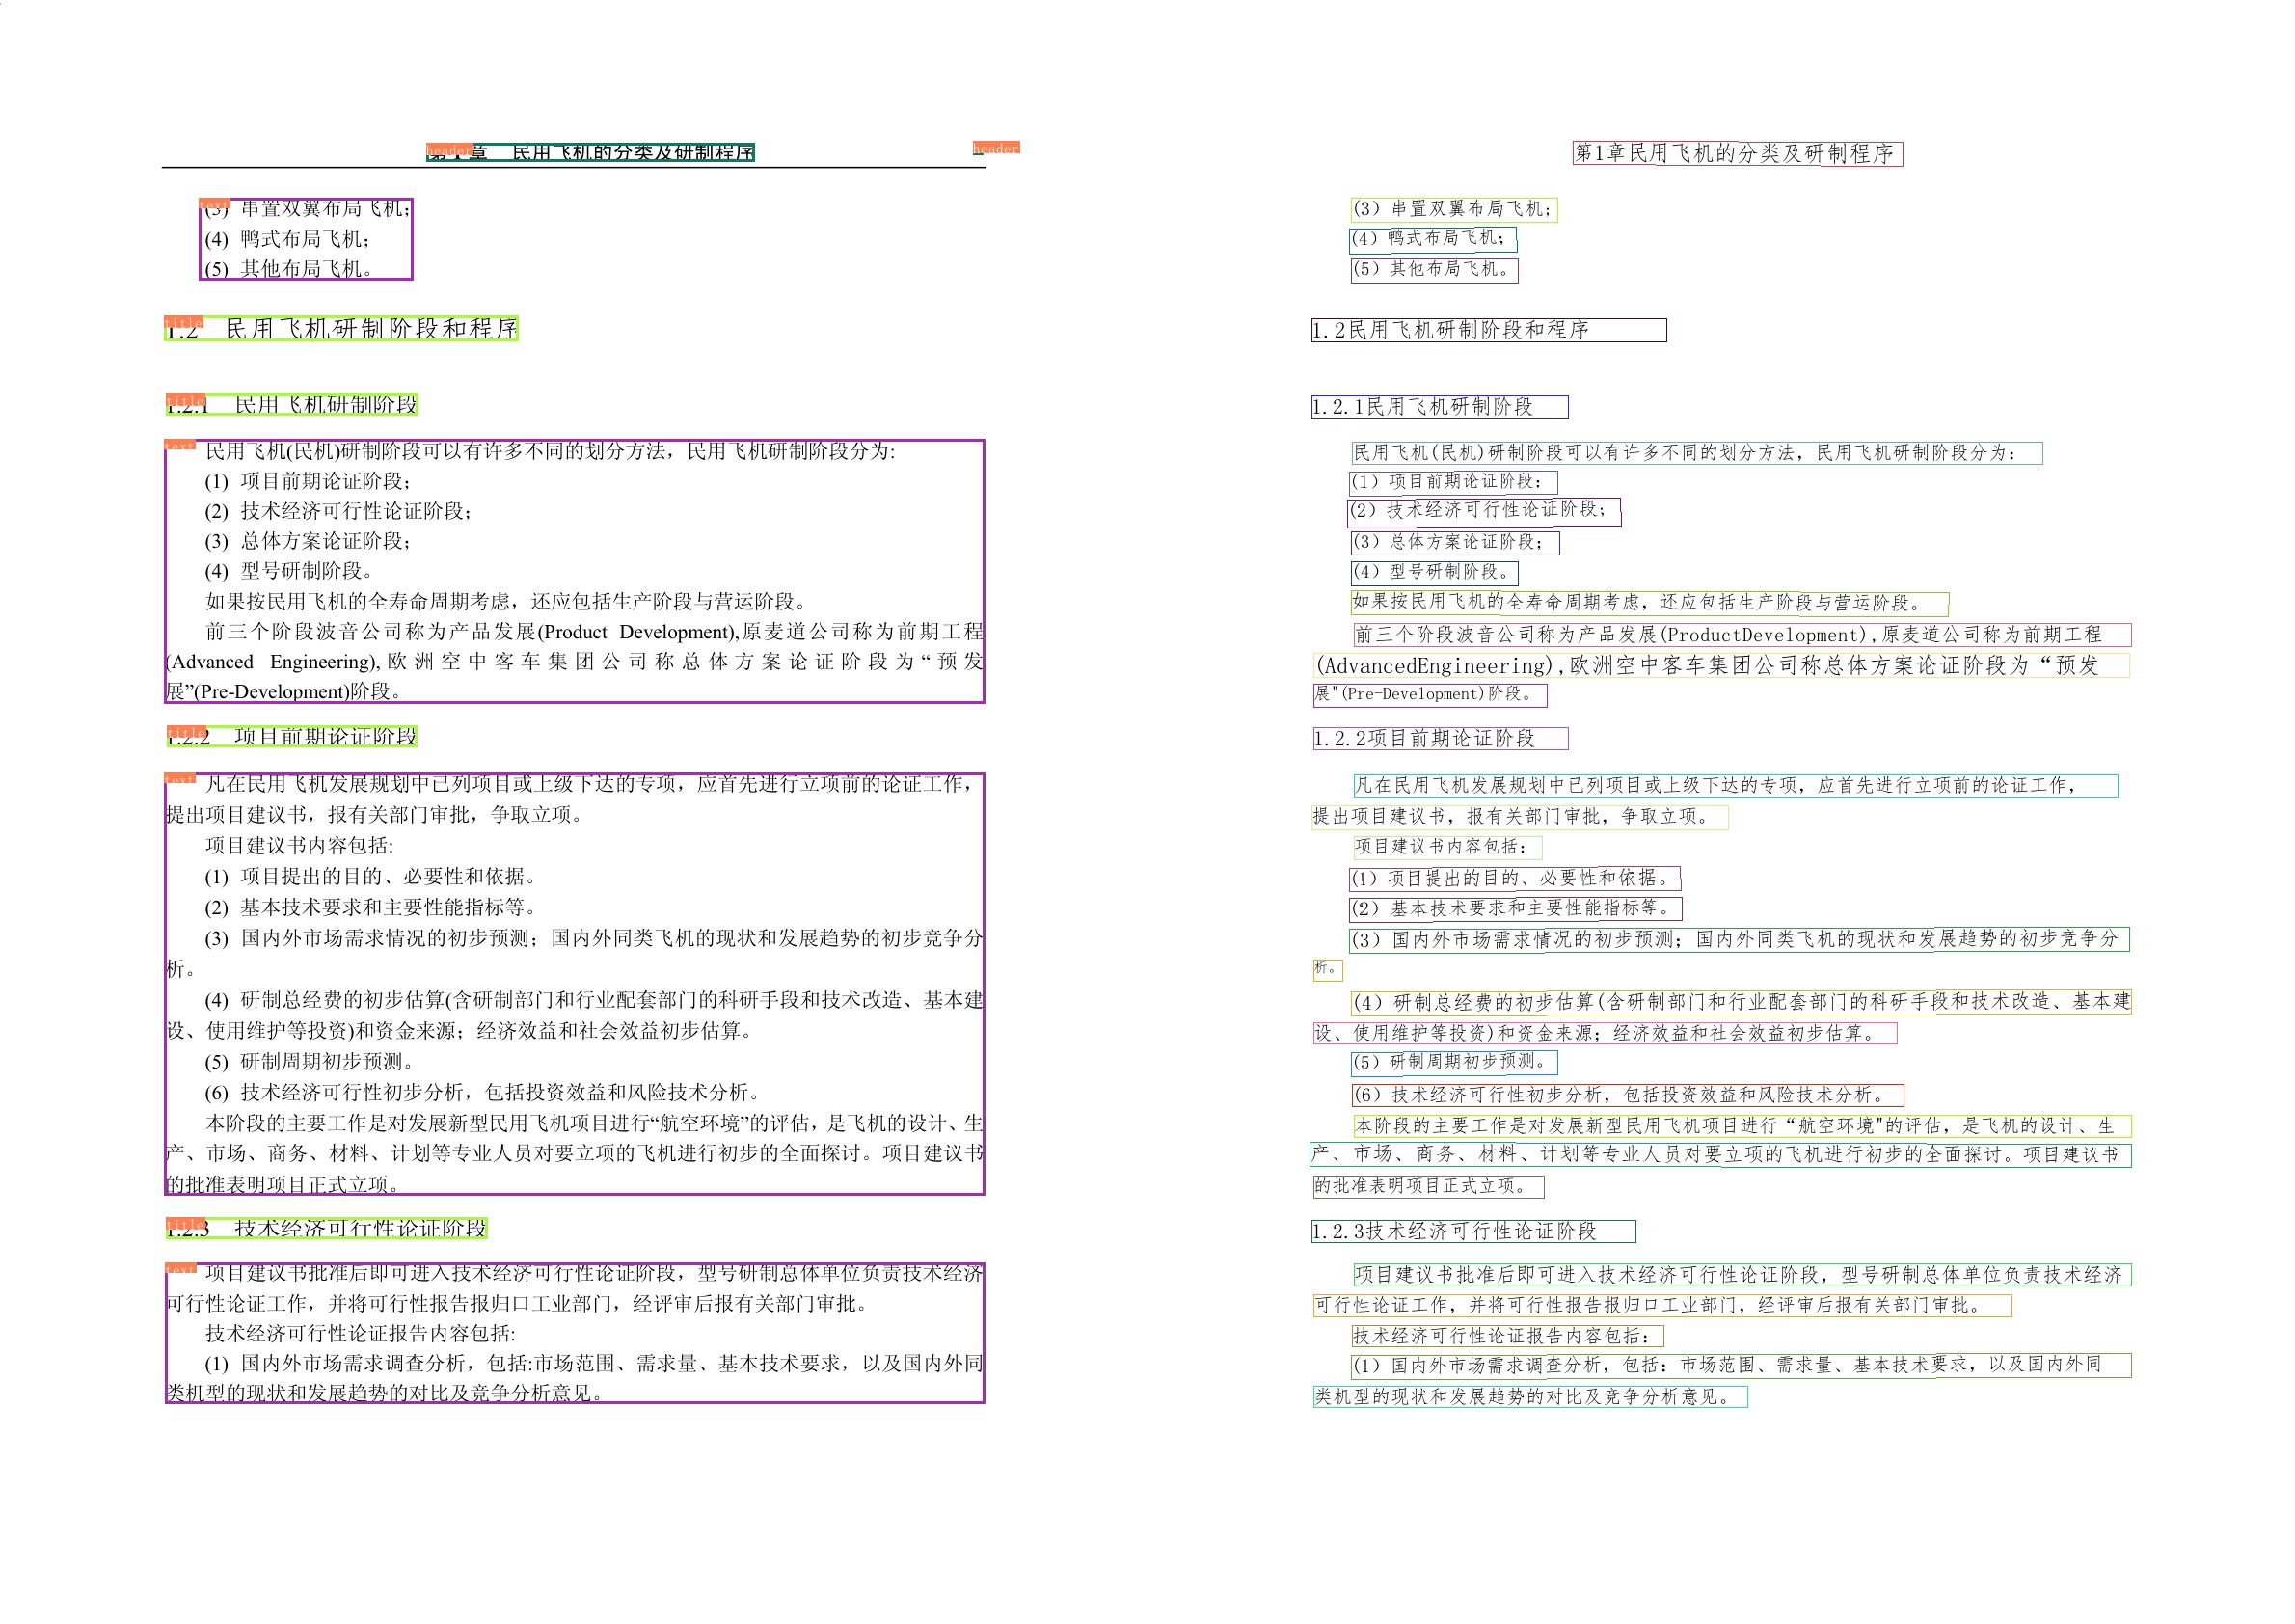 header
第1章 民用飞机的分类及研制程序
header
text
(3) 串置双翼布局飞机;
(4) 鸭式布局飞机;
(5) 其他布局飞机。
title
1.2 民用飞机研制阶段和程序
title
1.2.1 民用飞机研制阶段
text
民用飞机(民机)研制阶段可以有许多不同的划分方法，民用飞机研制阶段分为:
(1) 项目前期论证阶段;
(2) 技术经济可行性论证阶段;
(3) 总体方案论证阶段;
(4) 型号研制阶段。
如果按民用飞机的全寿命周期考虑，还应包括生产阶段与营运阶段。
前三个阶段波音公司称为产品发展(Product Development),原麦道公司称为前期工程
(Advanced Engineering),欧洲空中客车集团公司称总体方案论证阶段为“预发
展”(Pre-Development)阶段。
title
1.2.2 项目前期论证阶段
text
凡在民用飞机发展规划中已列项目或上级下达的专项，应首先进行立项前的论证工作，
提出项目建议书，报有关部门审批，争取立项。
项目建议书内容包括:
(1) 项目提出的目的、必要性和依据。
(2) 基本技术要求和主要性能指标等。
(3) 国内外市场需求情况的初步预测；国内外同类飞机的现状和发展趋势的初步竞争分
析。
(4) 研制总经费的初步估算(含研制部门和行业配套部门的科研手段和技术改造、基本建
设、使用维护等投资)和资金来源；经济效益和社会效益初步估算。
(5) 研制周期初步预测。
(6) 技术经济可行性初步分析，包括投资效益和风险技术分析。
本阶段的主要工作是对发展新型民用飞机项目进行“航空环境”的评估，是飞机的设计、生
产、市场、商务、材料、计划等专业人员对要立项的飞机进行初步的全面探讨。项目建议书
的批准表明项目正式立项。
title
1.2.3 技术经济可行性论证阶段
text
项目建议书批准后即可进入技术经济可行性论证阶段，型号研制总体单位负责技术经济
可行性论证工作，并将可行性报告报归口工业部门，经评审后报有关部门审批。
技术经济可行性论证报告内容包括:
(1) 国内外市场需求调查分析，包括:市场范围、需求量、基本技术要求，以及国内外同
类机型的现状和发展趋势的对比及竞争分析意见。
第1章民用飞机的分类及研制程序
(3) 串置双翼布局飞机;
(4) 鸭式布局飞机;
(5) 其他布局飞机。
1.2民用飞机研制阶段和程序
1.2.1民用飞机研制阶段
民用飞机(民机)研制阶段可以有许多不同的划分方法，民用飞机研制阶段分为:
(1) 项目前期论证阶段:
(2) 技术经济可行性论证阶段;
(3) 总体方案论证阶段;
(4) 型号研制阶段。
如果按民用飞机的全寿命周期考虑，还应包括生产阶段与营运阶段。
前三个阶段波音公司称为产品发展(ProductDevelopment),原麦道公司称为前期工程
(AdvancedEngineering),欧洲空中客车集团公司称总体方案论证阶段为“预发
展"(Pre-Development)阶段。
1.2.2项目前期论证阶段
凡在民用飞机发展规划中已列项目或上级下达的专项，应首先进行立项前的论证工作，
提出项目建议书，报有关部门审批，争取立项。
项目建议书内容包括:
(1) 项目提出的目的、必要性和依据。
(2) 基本技术要求和主要性能指标等。
(3) 国内外市场需求情况的初步预测；国内外同类飞机的现状和发展趋势的初步竞争分
析。
(4) 研制总经费的初步估算(含研制部门和行业配套部门的科研手段和技术改造、基本建
设、使用维护等投资)和资金来源；经济效益和社会效益初步估算。
(5) 研制周期初步预测。
(6) 技术经济可行性初步分析，包括投资效益和风险技术分析。
本阶段的主要工作是对发展新型民用飞机项目进行“航空环境"的评估，是飞机的设计、生
产、市场、商务、材料、计划等专业人员对要立项的飞机进行初步的全面探讨。项目建议书
的批准表明项目正式立项。
1.2.3技术经济可行性论证阶段
项目建议书批准后即可进入技术经济可行性论证阶段，型号研制总体单位负责技术经济
可行性论证工作，并将可行性报告报归口工业部门，经评审后报有关部门审批。
技术经济可行性论证报告内容包括:
(1) 国内外市场需求调查分析，包括: 市场范围、需求量、基本技术要求，以及国内外同
类机型的现状和发展趋势的对比及竞争分析意见。